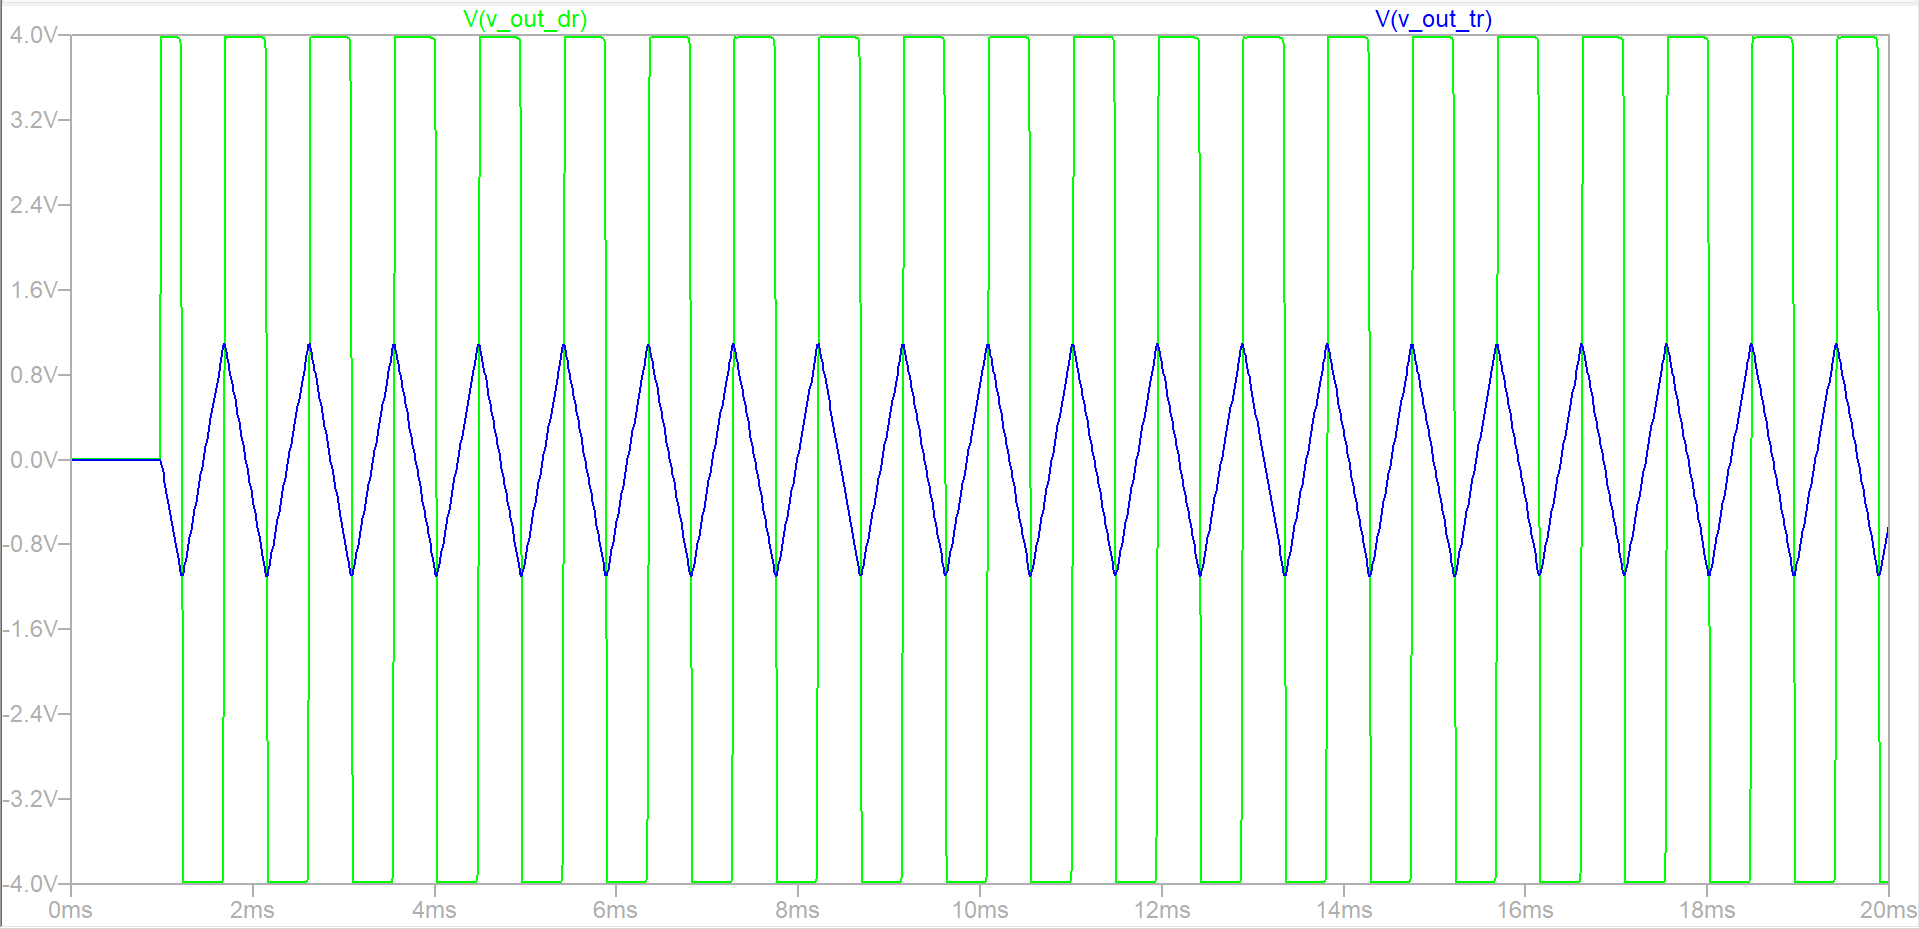 V(v_out_dr) V(v_out_tr)
4.0V
3.2V
2.4V
1.6V
0.8V
0.0V
-0.8V
-1.6V
-2.4V
-3.2V
-4.0V
0ms 2ms 4ms 6ms 8ms 10ms 12ms 14ms 16ms 18ms 20ms